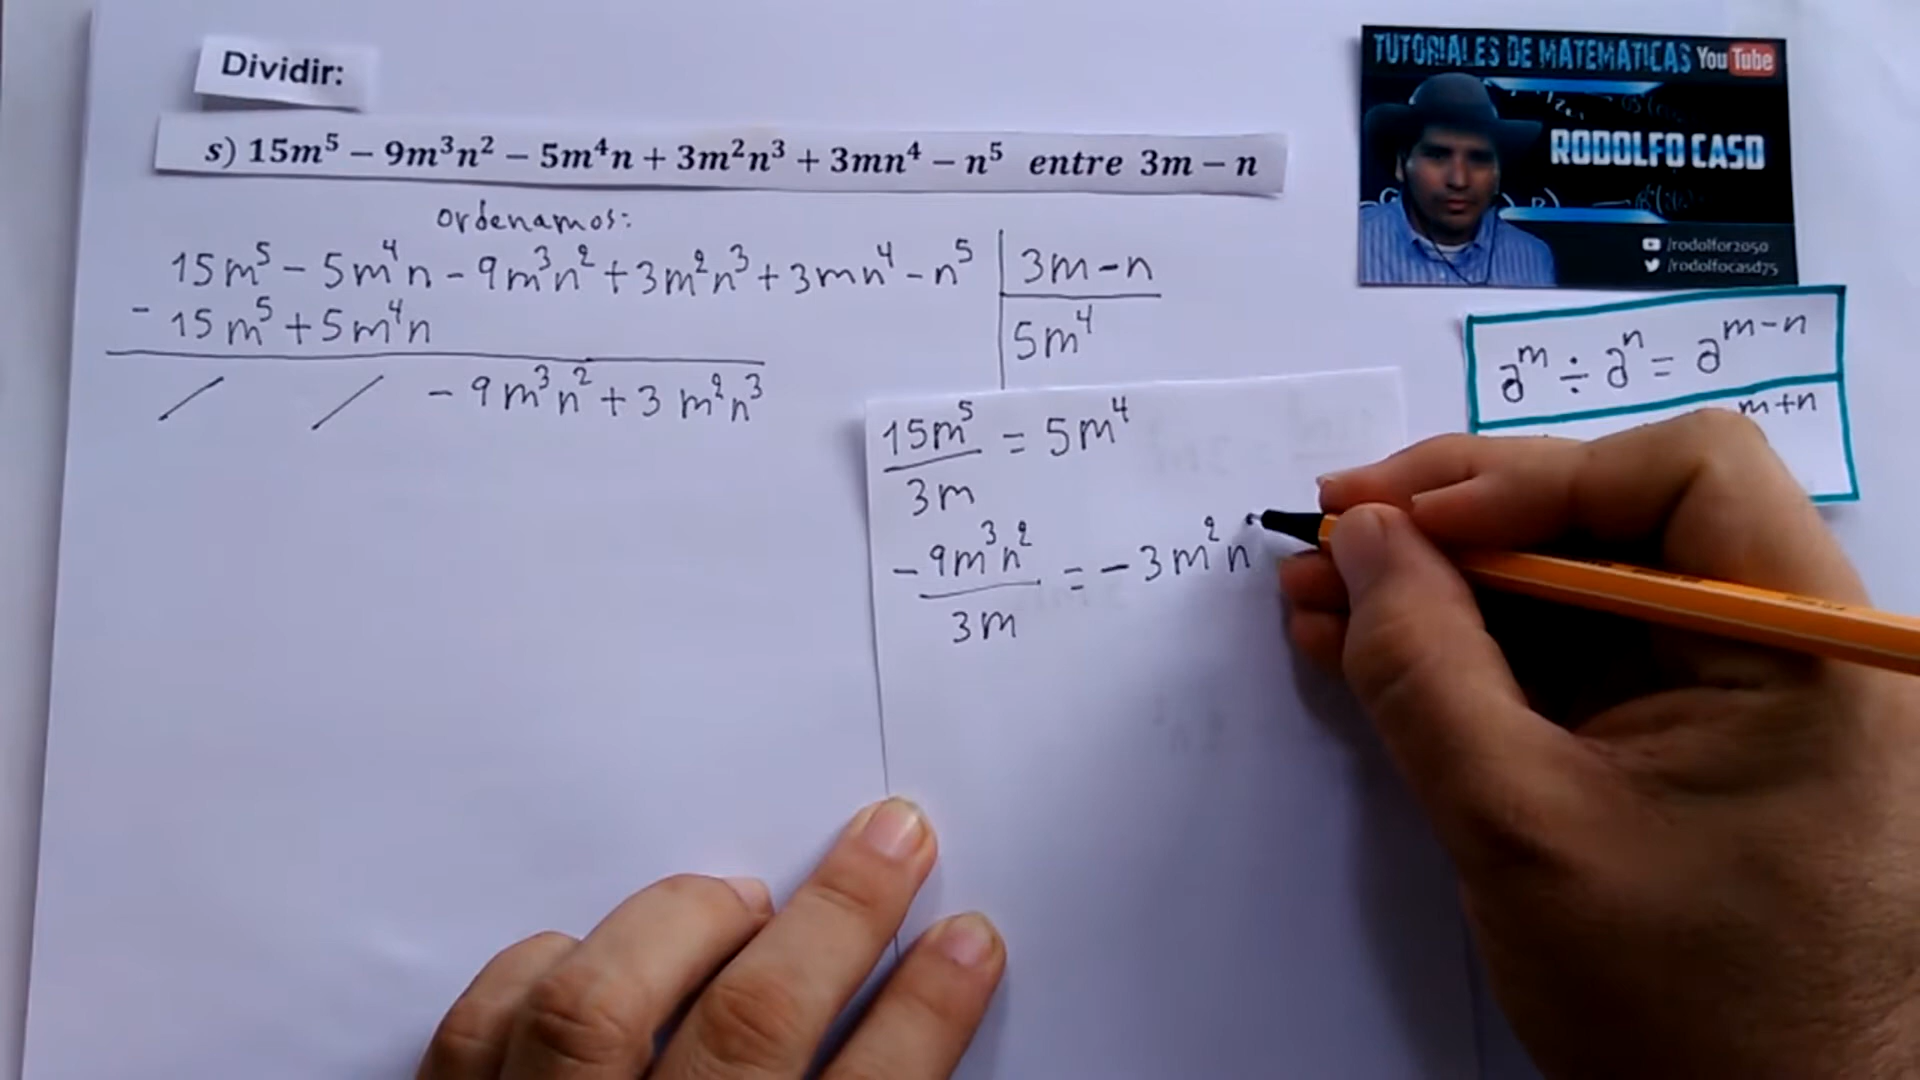 Dividir:
s) 15m⁵ − 9m³n² − 5m⁴n + 3m²n³ + 3mn⁴ − n⁵ entre 3m − n
ordenamos:
15m⁵ − 5m⁴n − 9m³n² + 3m²n³ + 3mn⁴ − n⁵ | 3m − n
− 15m⁵ + 5m⁴n
5m⁴
/ / − 9m³n² + 3m²n³
15m⁵ = 5m⁴
3m
− 9m³n² = − 3m²n
3m
TUTORIALES DE MATEMATICAS YouTube
RODOLFO CASD
/rodolfor2050
/rodolfocasd75
aᵐ ÷ aⁿ = aᵐ⁻ⁿ
m+n